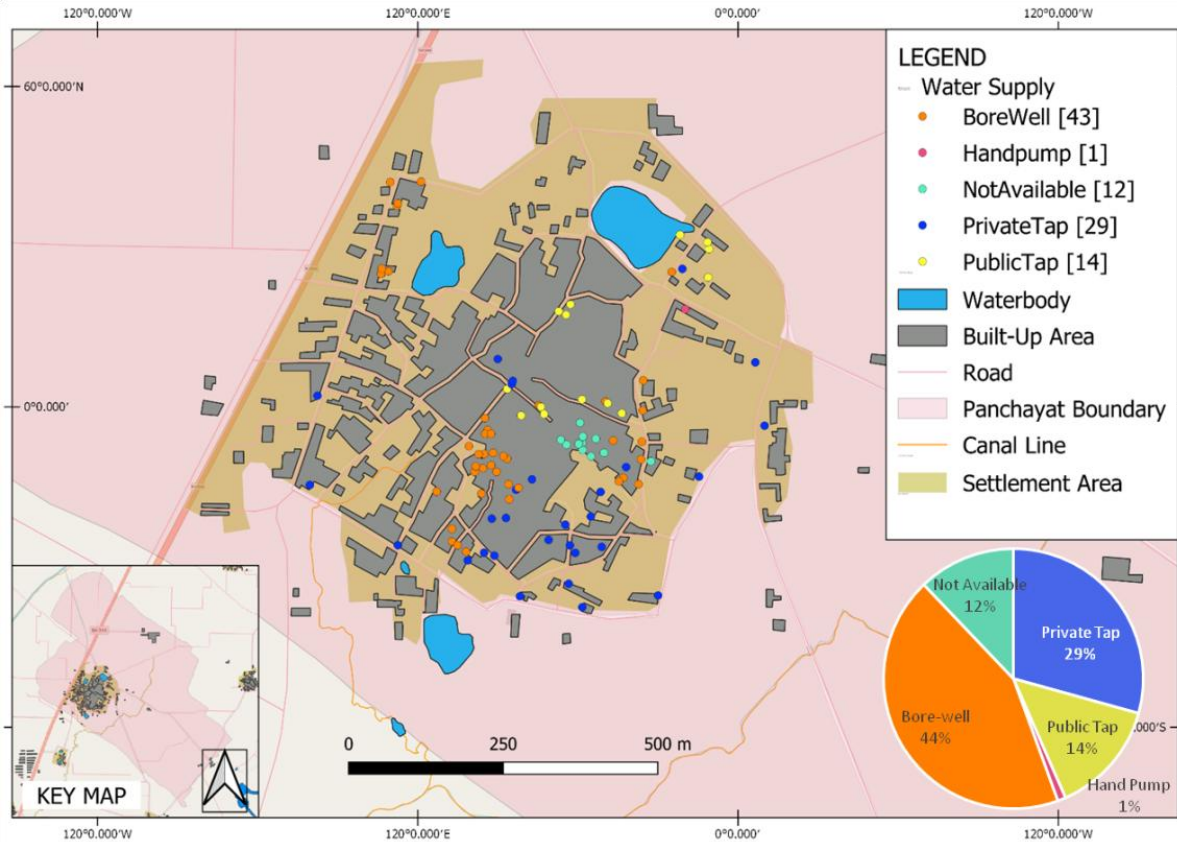 120°0.000'W
120°0.000'E
0°0.000'
120°0.000'W
60°0.000'N
0°0.000'
LEGEND
Water Supply
BoreWell [43]
Handpump [1]
NotAvailable [12]
PrivateTap [29]
PublicTap [14]
Waterbody
Built-Up Area
Road
Panchayat Boundary
Canal Line
Settlement Area
Not Available
12%
Private Tap
29%
Bore-well
44%
Public Tap
14%
Hand Pump
1%
.000'S
0
250
500 m
KEY MAP
120°0.000'W
120°0.000'E
0°0.000'
120°0.000'W